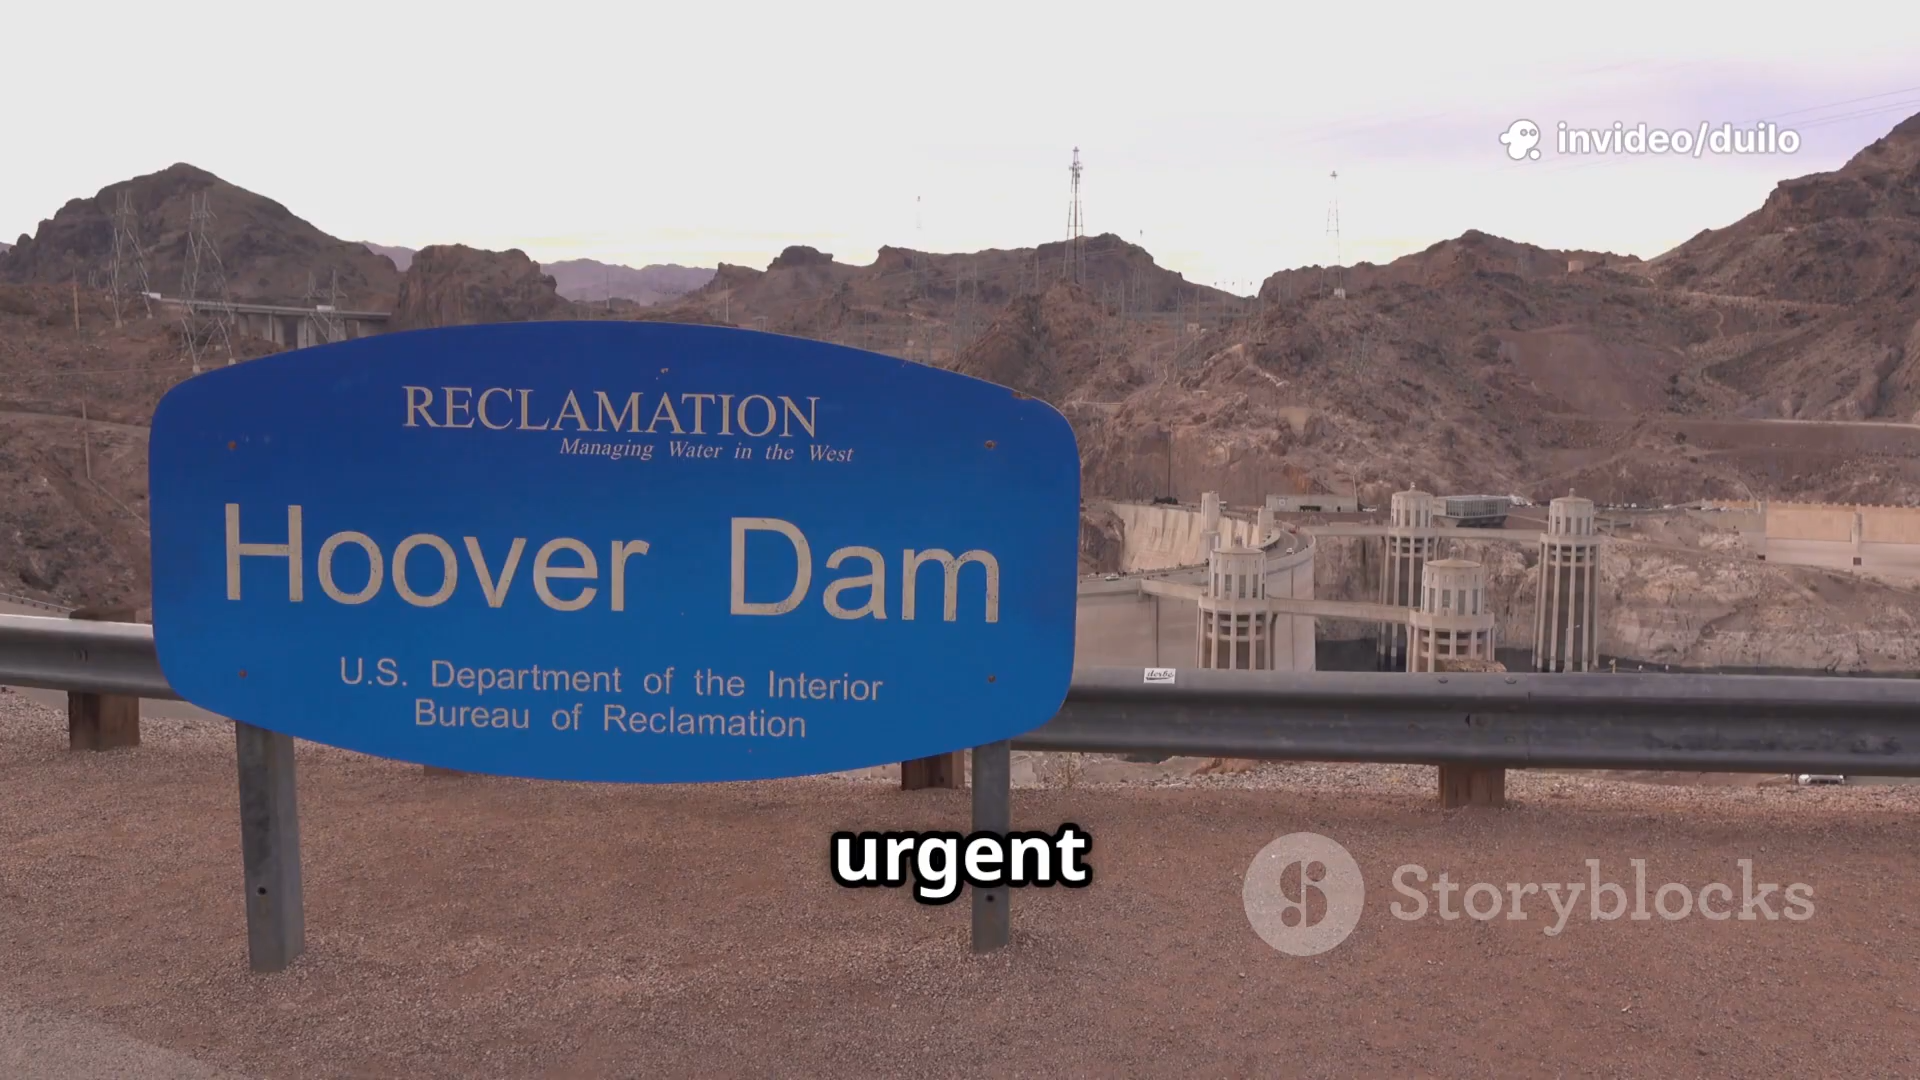 invideo/duilo
RECLAMATION
Managing Water in the West
Hoover Dam
U.S. Department of the Interior
Bureau of Reclamation
urgent
Storyblocks